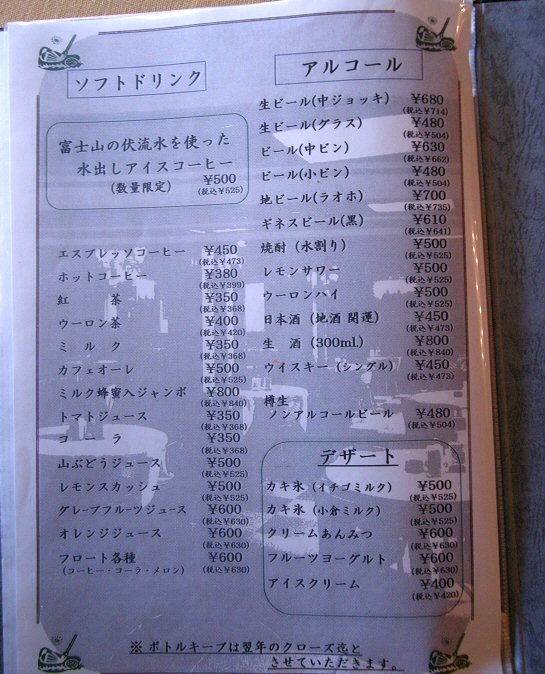 ソフトドリンク
富士山の伏流水を使った
水出しアイスコーヒー
(数量限定) ¥500
(税込¥525)
エスプレッソコーヒー ¥450
(税込¥473)
ホットコーヒー ¥380
(税込¥399)
紅 茶 ¥350
(税込¥368)
ウーロン茶 ¥400
(税込¥420)
ミルク ¥350
(税込¥368)
カフェオーレ ¥500
(税込¥525)
ミルク蜂蜜入ジャンボ ¥800
(税込¥840)
トマトジュース ¥350
(税込¥368)
コーラ ¥350
(税込¥368)
山ぶどうジュース ¥500
(税込¥525)
レモンスカッシュ ¥500
(税込¥525)
グレープフルーツジュース ¥600
(税込¥630)
オレンジジュース ¥600
(税込¥630)
フロート各種 ¥600
(コーヒー・コーラ・メロン) (税込¥630)
アルコール
生ビール(中ジョッキ) ¥680
(税込¥714)
生ビール(グラス) ¥480
(税込¥504)
ビール(中ビン) ¥630
(税込¥662)
ビール(小ビン) ¥480
(税込¥504)
地ビール(ラオホ) ¥700
(税込¥735)
ギネスビール(黒) ¥610
(税込¥641)
焼酎(水割り) ¥500
(税込¥525)
レモンサワー ¥500
(税込¥525)
ウーロンハイ ¥500
(税込¥525)
日本酒(地酒 開運) ¥450
(税込¥473)
生 酒(300ml.) ¥800
(税込¥840)
ウイスキー(シングル) ¥450
(税込¥473)
樽生
ノンアルコールビール ¥480
(税込¥504)
デザート
カキ氷(イチゴミルク) ¥500
(税込¥525)
カキ氷(小倉ミルク) ¥500
(税込¥525)
クリームあんみつ ¥600
(税込¥630)
フルーツヨーグルト ¥600
(税込¥630)
アイスクリーム ¥400
(税込¥420)
※ボトルキープは翌年のクローズ迄と
させていただきます。